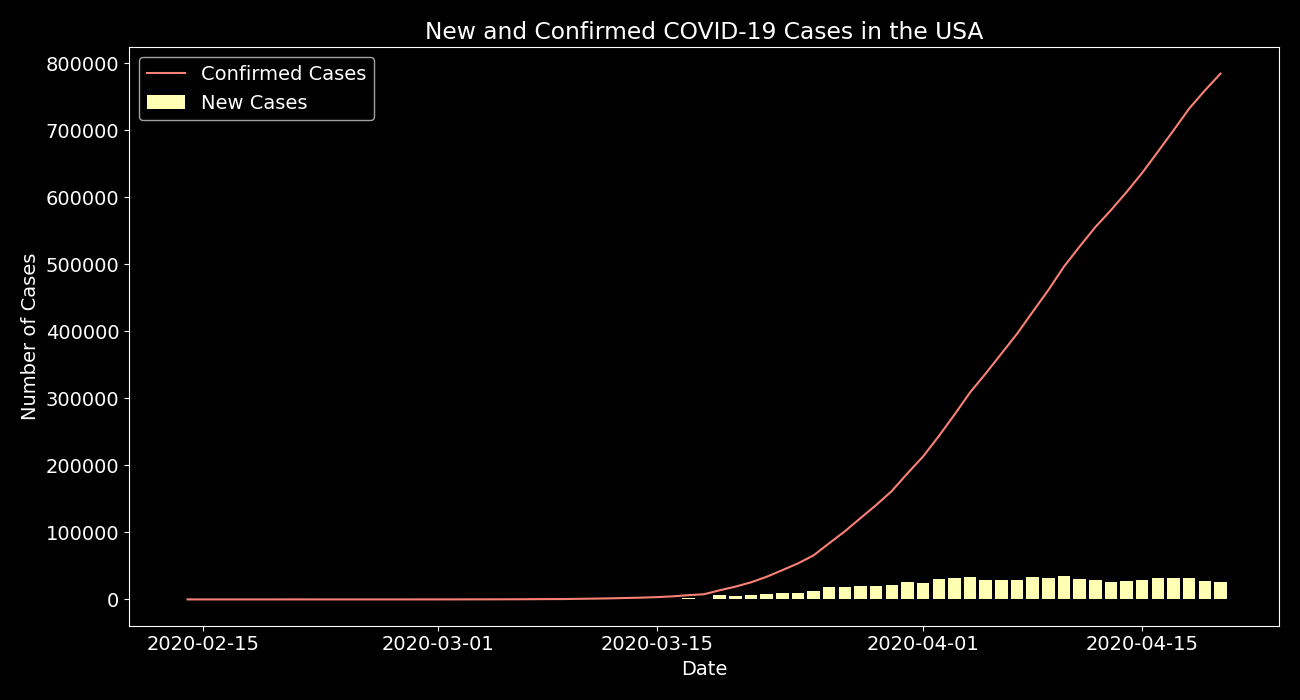 New and Confirmed COVID-19 Cases in the USA
Confirmed Cases
New Cases
800000
700000
600000
500000
400000
300000
200000
100000
0
Number of Cases
2020-02-15
2020-03-01
2020-03-15
2020-04-01
2020-04-15
Date